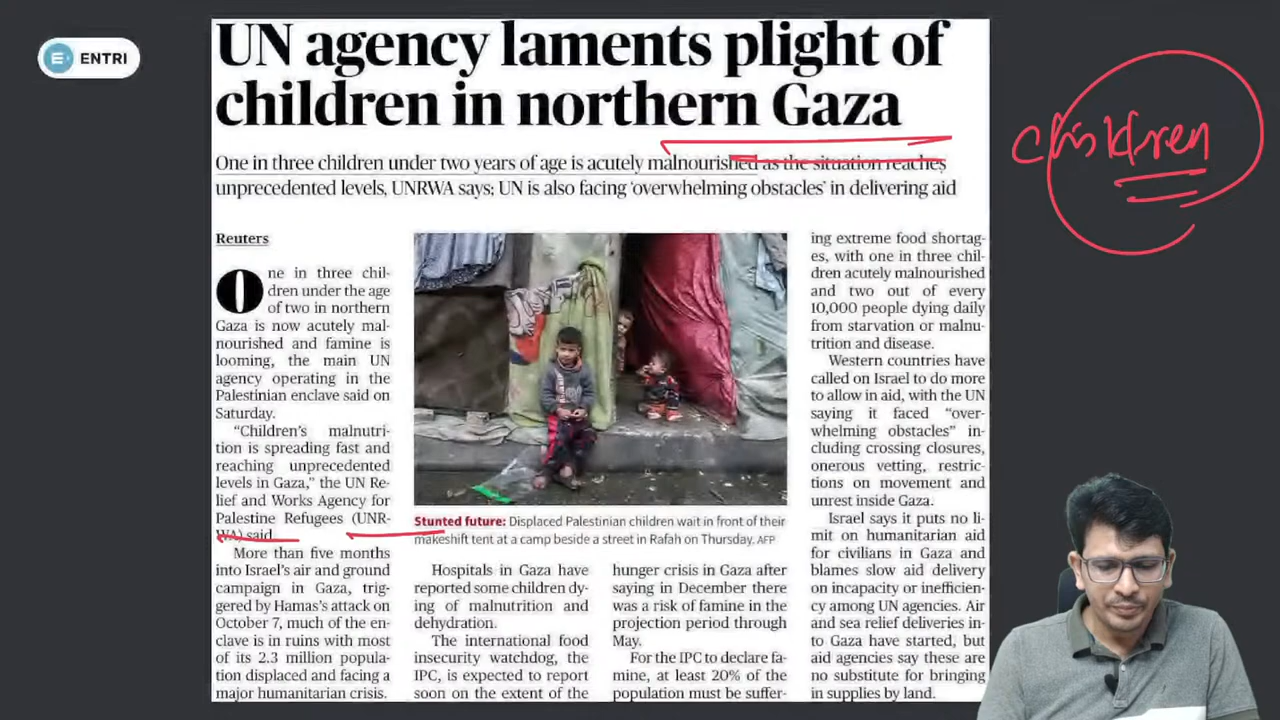 ENTRI
UN agency laments plight of
children in northern Gaza
One in three children under two years of age is acutely malnourished as the situation reaches
unprecedented levels, UNRWA says; UN is also facing ‘overwhelming obstacles’ in delivering aid
children
Reuters
One in three chil-
dren under the age
of two in northern
Gaza is now acutely mal-
nourished and famine is
looming, the main UN
agency operating in the
Palestinian enclave said on
Saturday.
“Children’s malnutri-
tion is spreading fast and
reaching unprecedented
levels in Gaza,” the UN Re-
lief and Works Agency for
Palestine Refugees (UNR-
WA) said.
More than five months
into Israel’s air and ground
campaign in Gaza, trig-
gered by Hamas’s attack on
October 7, much of the en-
clave is in ruins with most
of its 2.3 million popula-
tion displaced and facing a
major humanitarian crisis.
Stunted future: Displaced Palestinian children wait in front of their
makeshift tent at a camp beside a street in Rafah on Thursday. AFP
Hospitals in Gaza have
reported some children dy-
ing of malnutrition and
dehydration.
The international food
insecurity watchdog, the
IPC, is expected to report
soon on the extent of the
hunger crisis in Gaza after
saying in December there
was a risk of famine in the
projection period through
May.
For the IPC to declare fa-
mine, at least 20% of the
population must be suffer-
ing extreme food shortag-
es, with one in three chil-
dren acutely malnourished
and two out of every
10,000 people dying daily
from starvation or malnu-
trition and disease.
Western countries have
called on Israel to do more
to allow in aid, with the UN
saying it faced “over-
whelming obstacles” in-
cluding crossing closures,
onerous vetting, restric-
tions on movement and
unrest inside Gaza.
Israel says it puts no li-
mit on humanitarian aid
for civilians in Gaza and
blames slow aid delivery
on incapacity or inefficien-
cy among UN agencies. Air
and sea relief deliveries in-
to Gaza have started, but
aid agencies say these are
no substitute for bringing
in supplies by land.